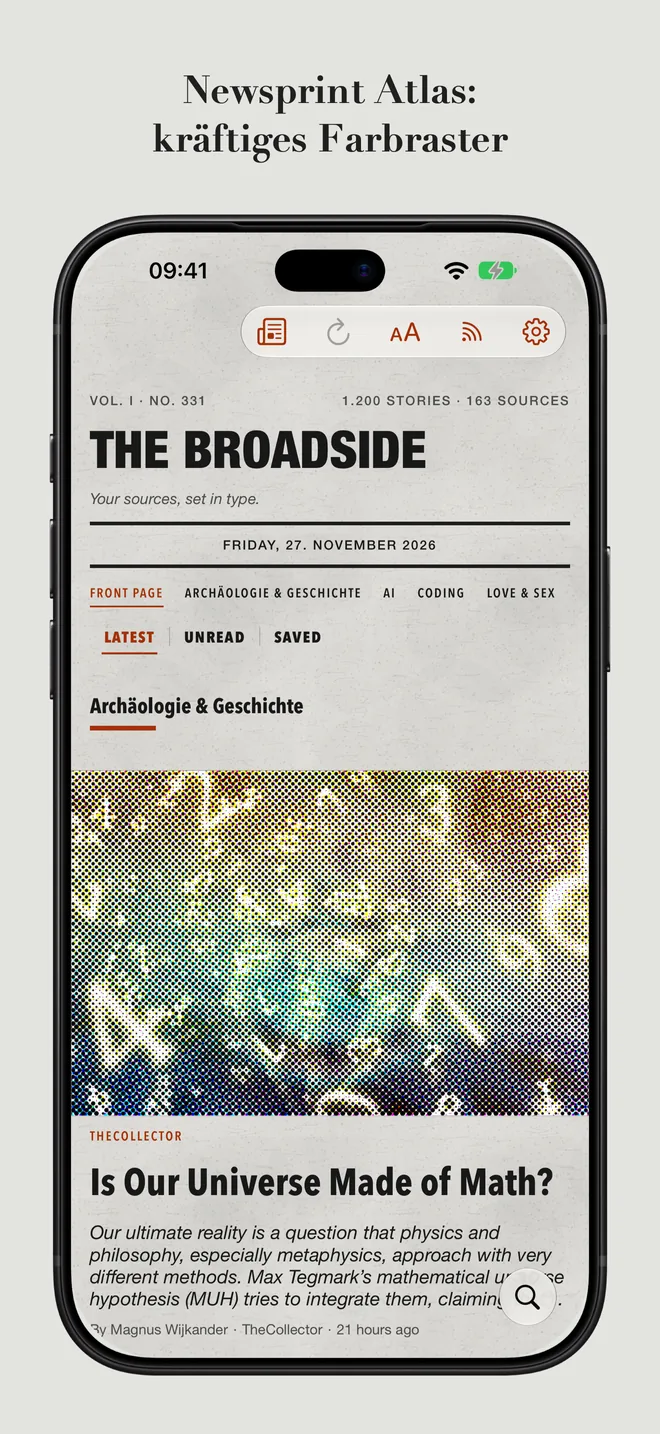 Newsprint Atlas:
kräftiges Farbraster
09:41
AA
VOL. I · NO. 331
1.200 STORIES · 163 SOURCES
THE BROADSIDE
Your sources, set in type.
FRIDAY, 27. NOVEMBER 2026
FRONT PAGE ARCHÄOLOGIE & GESCHICHTE AI CODING LOVE & SEX
LATEST UNREAD SAVED
Archäologie & Geschichte
THECOLLECTOR
Is Our Universe Made of Math?
Our ultimate reality is a question that physics and
philosophy, especially metaphysics, approach with very
different methods. Max Tegmark's mathematical
hypothesis (MUH) tries to integrate them, claiming
By Magnus Wijkander · TheCollector · 21 hours ago